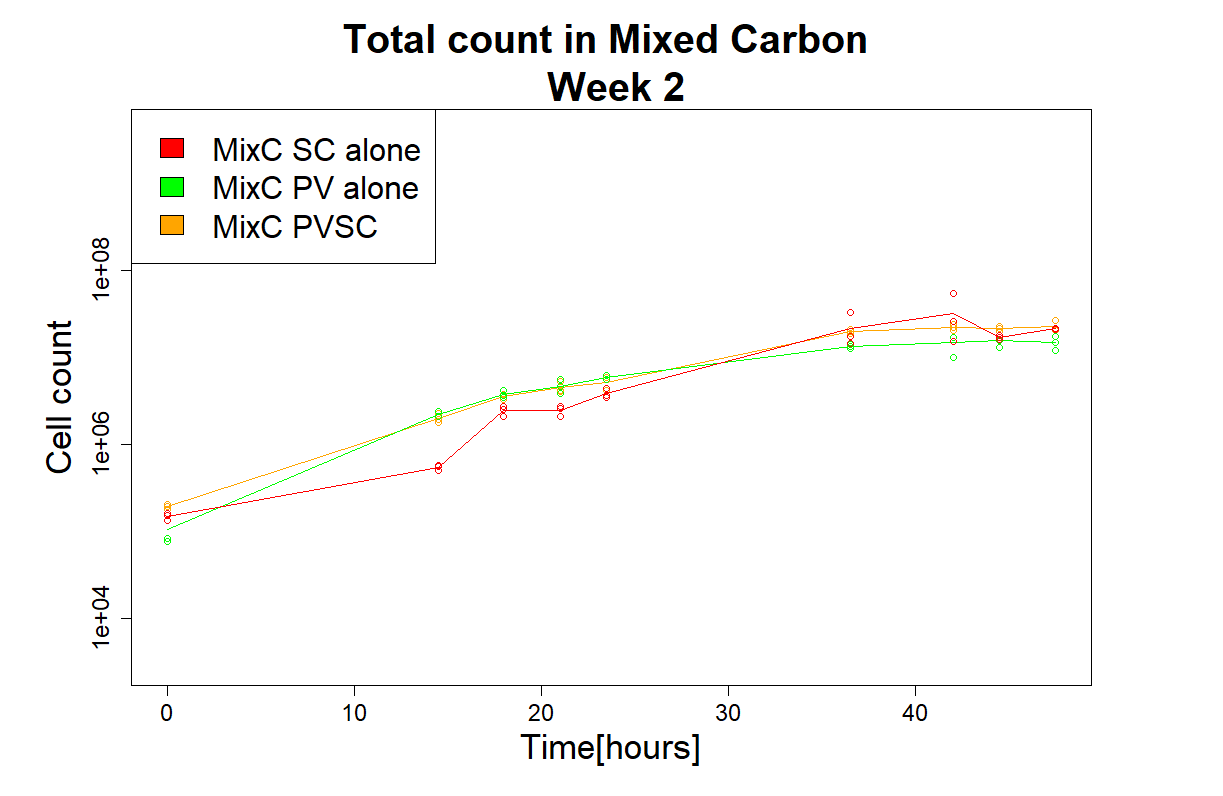 Total count in Mixed Carbon
Week 2
MixC SC alone
MixC PV alone
MixC PVSC
Cell count
1e+08
1e+06
1e+04
0 10 20 30 40
Time[hours]